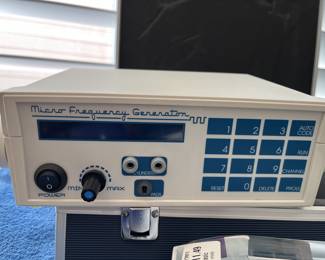 Micro Frequency Generator
1 2 3 AUTO CODE
4 5 6 RUN
7 8 9 CHANNEL
RESET 0 DELETE PROG
MIN MAX
POWER